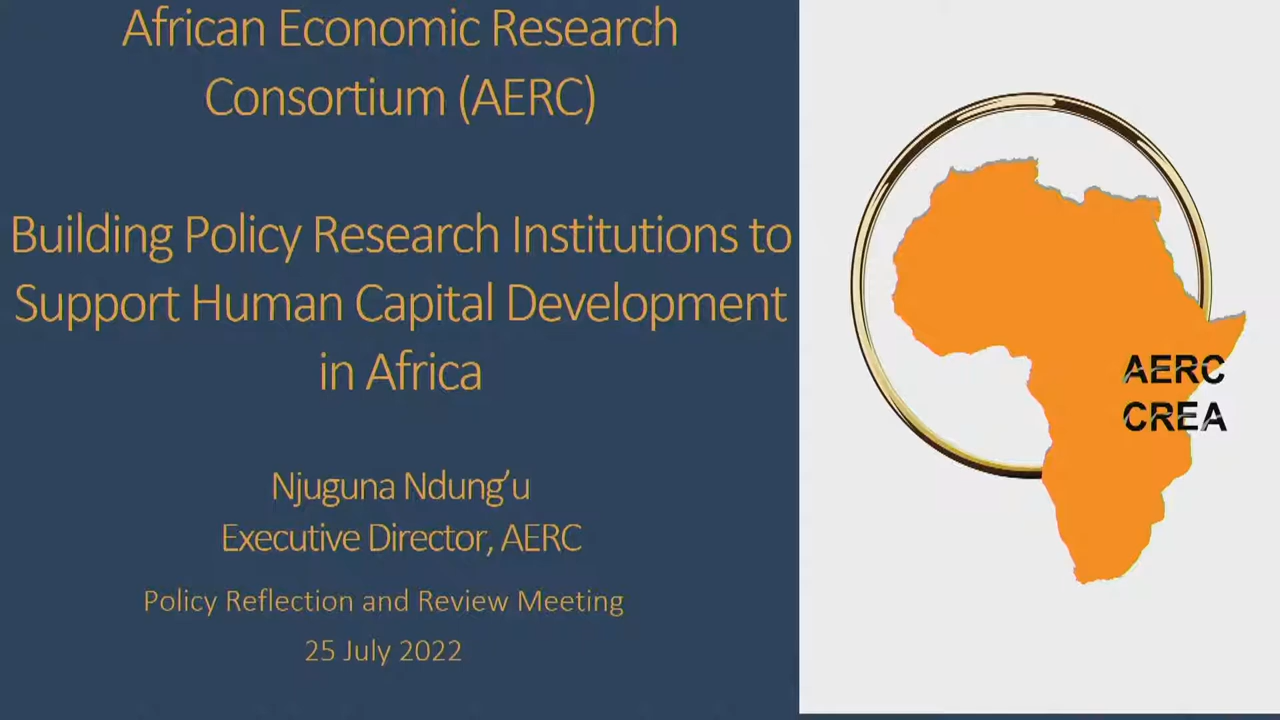 African Economic Research
Consortium (AERC)
Building Policy Research Institutions to
Support Human Capital Development
in Africa
Njuguna Ndung’u
Executive Director, AERC
Policy Reflection and Review Meeting
25 July 2022
AERC
CREA